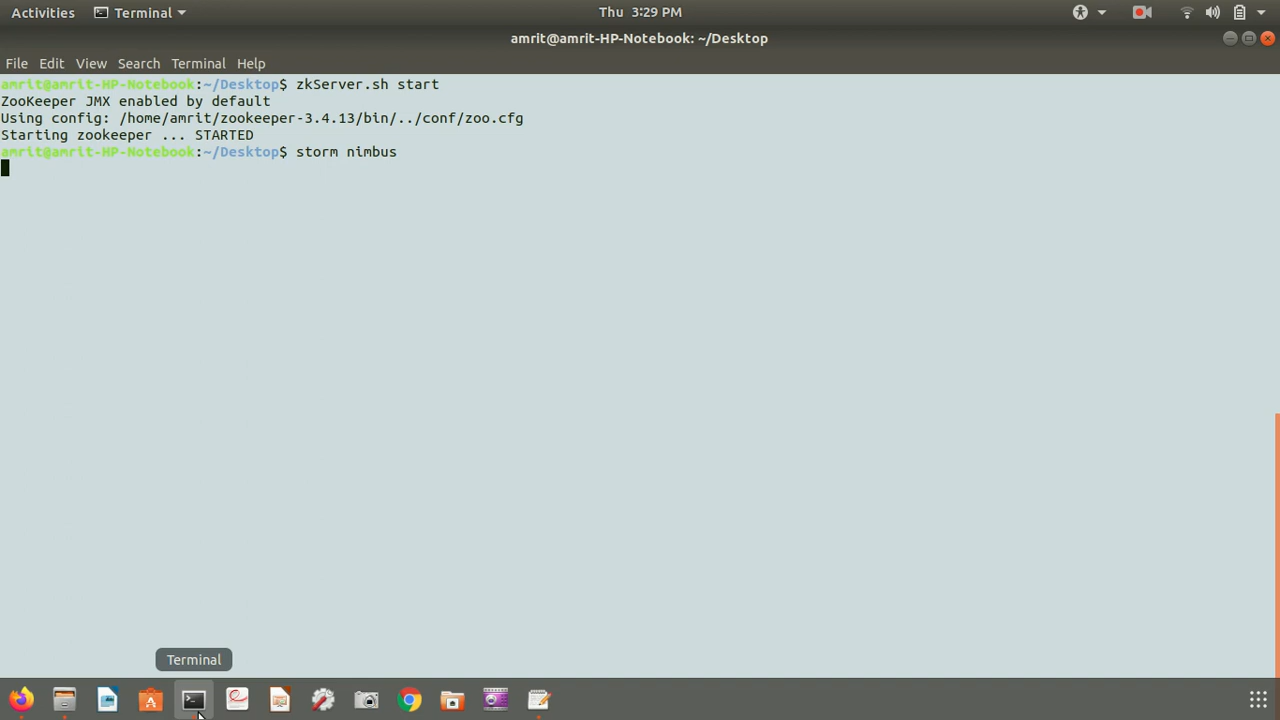 Activities Terminal Thu 3:29 PM
amrit@amrit-HP-Notebook: ~/Desktop
File Edit View Search Terminal Help
amrit@amrit-HP-Notebook:~/Desktop$ zkServer.sh start
ZooKeeper JMX enabled by default
Using config: /home/amrit/zookeeper-3.4.13/bin/../conf/zoo.cfg
Starting zookeeper ... STARTED
amrit@amrit-HP-Notebook:~/Desktop$ storm nimbus
Terminal